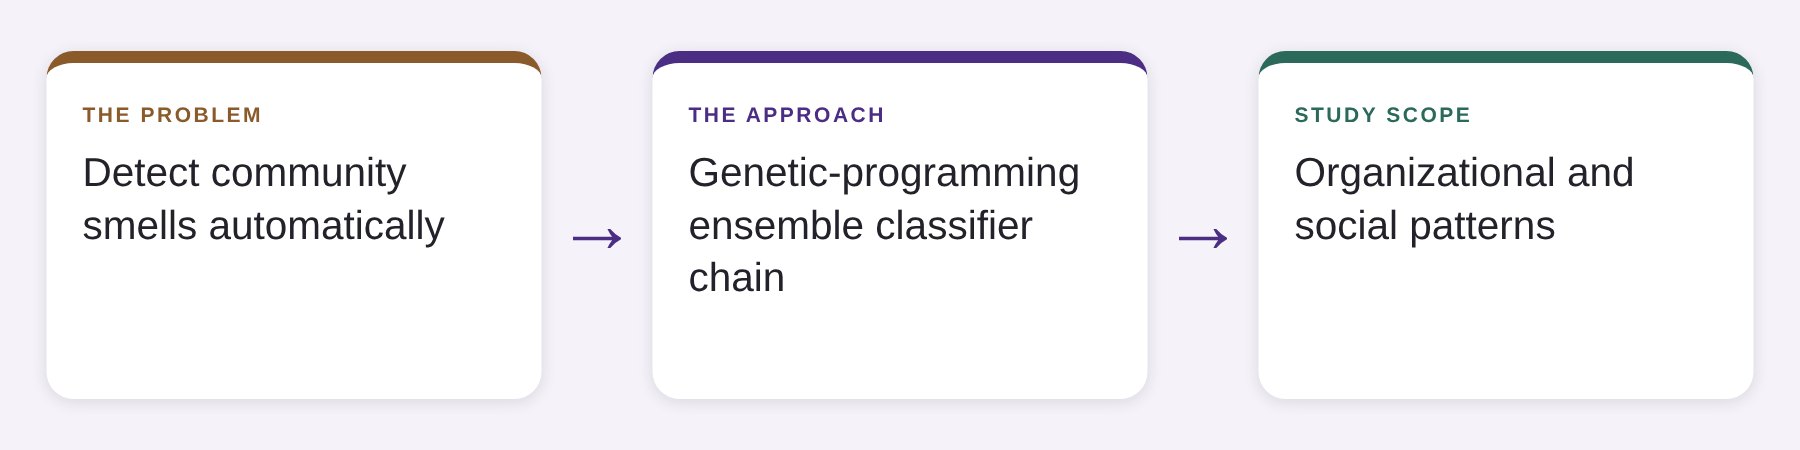 THE PROBLEM
Detect community
smells automatically
→
THE APPROACH
Genetic-programming
ensemble classifier
chain
→
STUDY SCOPE
Organizational and
social patterns